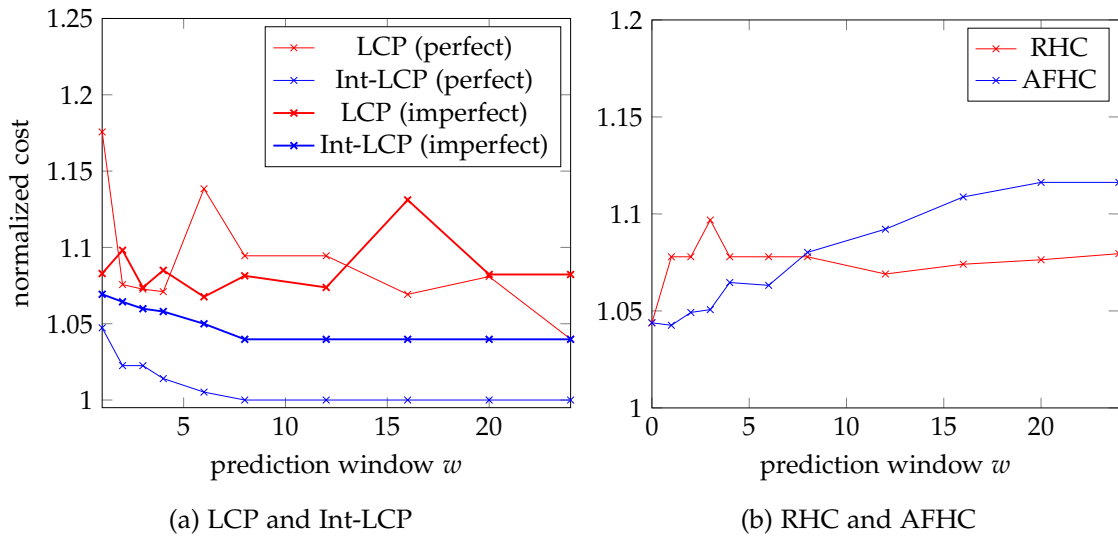 1.25
1.2
1.15
1.1
1.05
1
normalized cost
5
10
15
20
prediction window w
LCP (perfect)
Int-LCP (perfect)
LCP (imperfect)
Int-LCP (imperfect)
(a) LCP and Int-LCP
1.2
1.15
1.1
1.05
1
0
5
10
15
20
prediction window w
RHC
AFHC
(b) RHC and AFHC